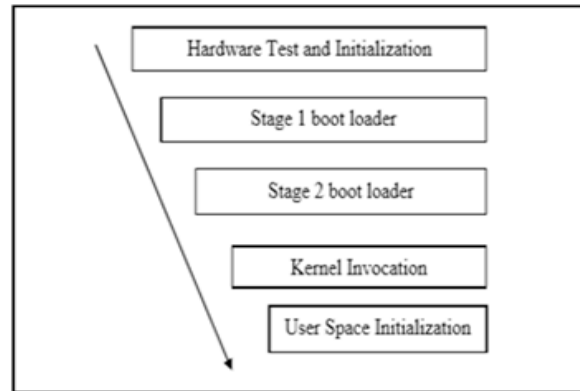 Hardware Test and Initialization
Stage 1 boot loader
Stage 2 boot loader
Kernel Invocation
User Space Initialization